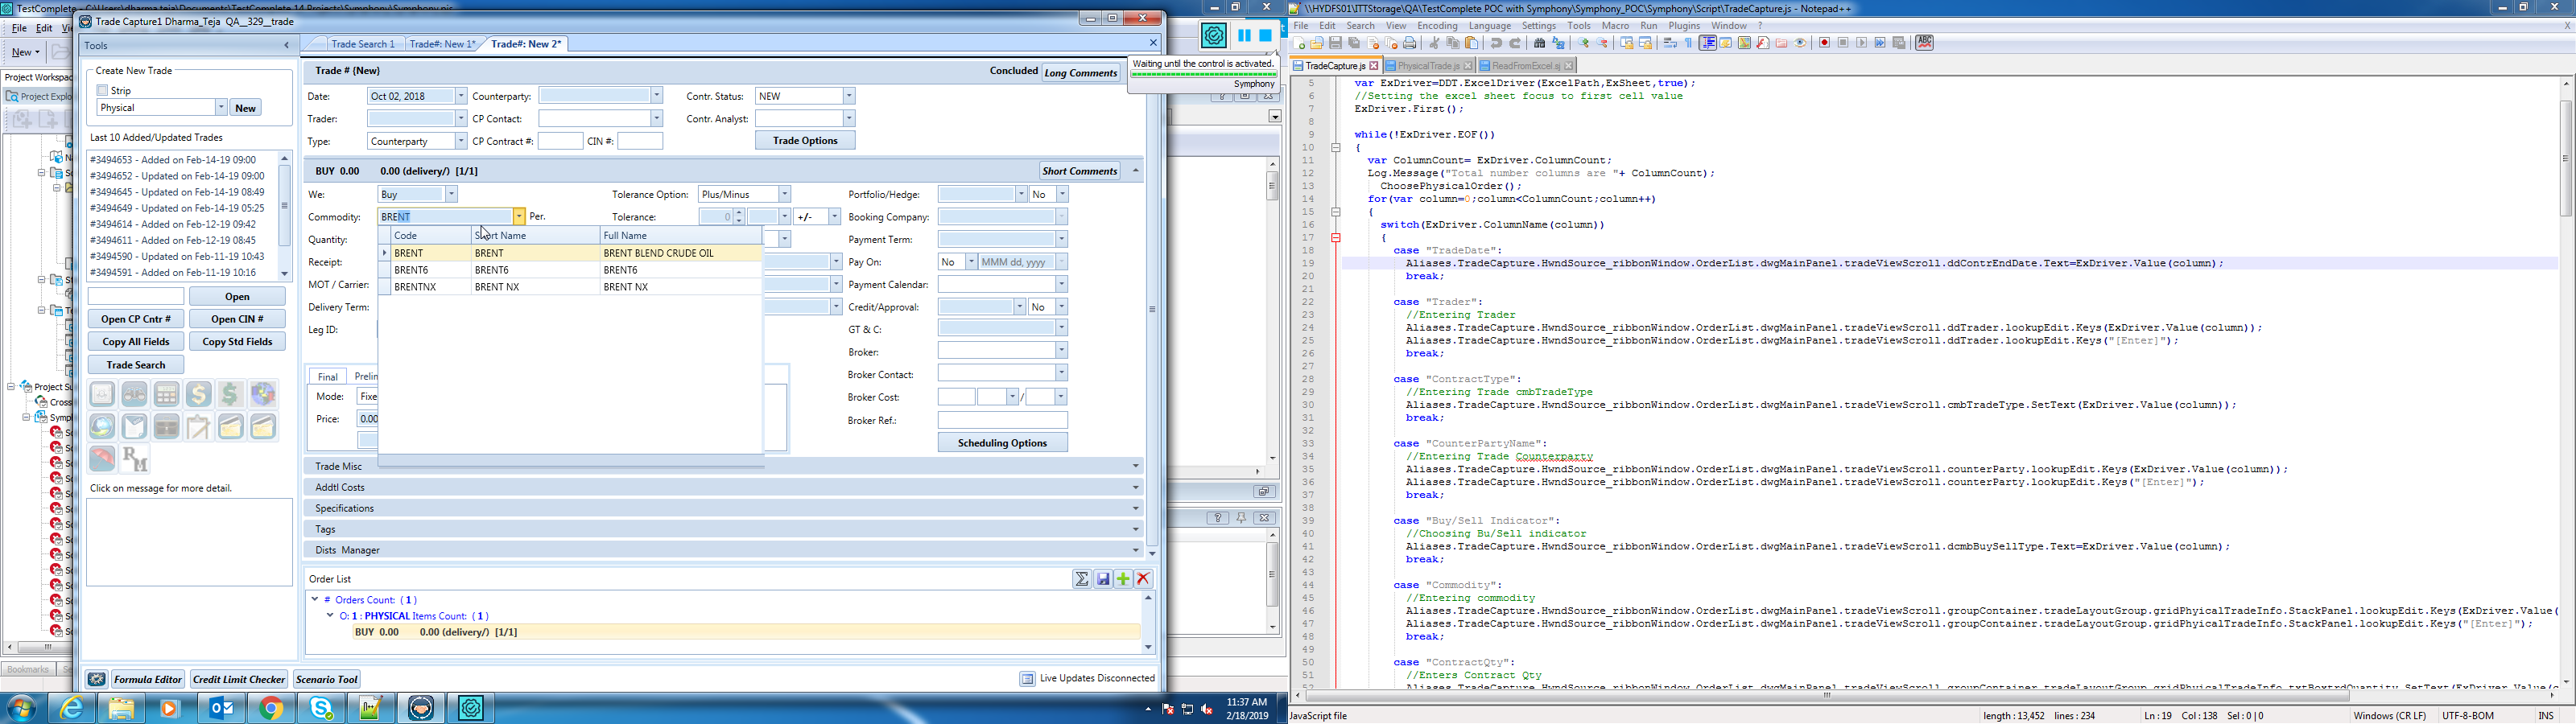 TestComplete - C:\Users\dharma.teja\Documents\TestComplete 14 Projects\Symphony\Symphony.pjs
File Edit
New
Project Workspace
Project Explo
Project Su
Cross
Symp
Bookmarks
Trade Capture1 Dharma_Teja QA_329_trade
Tools
Create New Trade
Strip
Physical New
Last 10 Added/Updated Trades
#3494653 - Added on Feb-14-19 09:00
#3494652 - Updated on Feb-14-19 09:00
#3494645 - Updated on Feb-14-19 08:49
#3494649 - Updated on Feb-14-19 05:25
#3494614 - Added on Feb-12-19 09:42
#3494611 - Added on Feb-12-19 08:45
#3494590 - Updated on Feb-11-19 10:43
#3494591 - Added on Feb-11-19 10:16
Open
Open CP Cntr # Open CIN #
Copy All Fields Copy Std Fields
Trade Search
Click on message for more detail.
Trade Search 1 Trade#: New 1* Trade#: New 2*
Trade # {New} Concluded Long Comments
Date: Oct 02, 2018 Counterparty: Contr. Status: NEW
Trader: CP Contact: Contr. Analyst:
Type: Counterparty CP Contract #: CIN #: Trade Options
BUY 0.00 0.00 (delivery/) [1/1] Short Comments
We: Buy Tolerance Option: Plus/Minus Portfolio/Hedge: No
Commodity: BRENT Per. Tolerance: 0 +/- Booking Company:
Quantity: Payment Term:
Receipt: Pay On: No MMM dd, yyyy
MOT / Carrier: Payment Calendar:
Delivery Term: Credit/Approval: No
Leg ID: GT & C:
Code Short Name Full Name
BRENT BRENT BRENT BLEND CRUDE OIL
BRENT6 BRENT6 BRENT6
BRENTNX BRENT NX BRENT NX
Broker:
Broker Contact:
Broker Cost: /
Broker Ref.:
Scheduling Options
Final Prelin
Mode: Fixe
Price: 0.00
Trade Misc
Addtl Costs
Specifications
Tags
Dists Manager
Order List
# Orders Count: ( 1 )
O: 1 : PHYSICAL Items Count: ( 1 )
BUY 0.00 0.00 (delivery/) [1/1]
Formula Editor Credit Limit Checker Scenario Tool Live Updates Disconnected
Waiting until the control is activated.
Symphony
11:37 AM
2/18/2019
\\HYDFS01\ITTStorage\QA\TestComplete POC with Symphony\Symphony_POC\Symphony\Script\TradeCapture.js - Notepad++
File Edit Search View Encoding Language Settings Tools Macro Run Plugins Window ? X
TradeCapture.js PhysicalTrade.js ReadFromExcel.sj
5 var ExDriver=DDT.ExcelDriver(ExcelPath,ExSheet,true);
6 //Setting the excel sheet focus to first cell value
7 ExDriver.First();
8
9 while(!ExDriver.EOF())
10 {
11 var ColumnCount= ExDriver.ColumnCount;
12 Log.Message("Total number columns are "+ ColumnCount);
13 ChoosePhysicalOrder();
14 for(var column=0;column<ColumnCount;column++)
15 {
16 switch(ExDriver.ColumnName(column))
17 {
18 case "TradeDate":
19 Aliases.TradeCapture.HwndSource_ribbonWindow.OrderList.dwgMainPanel.tradeViewScroll.ddContrEndDate.Text=ExDriver.Value(column);
20 break;
21
22 case "Trader":
23 //Entering Trader
24 Aliases.TradeCapture.HwndSource_ribbonWindow.OrderList.dwgMainPanel.tradeViewScroll.ddTrader.lookupEdit.Keys(ExDriver.Value(column));
25 Aliases.TradeCapture.HwndSource_ribbonWindow.OrderList.dwgMainPanel.tradeViewScroll.ddTrader.lookupEdit.Keys("[Enter]");
26 break;
27
28 case "ContractType":
29 //Entering Trade cmbTradeType
30 Aliases.TradeCapture.HwndSource_ribbonWindow.OrderList.dwgMainPanel.tradeViewScroll.cmbTradeType.SetText(ExDriver.Value(column));
31 break;
32
33 case "CounterPartyName":
34 //Entering Trade Counterparty
35 Aliases.TradeCapture.HwndSource_ribbonWindow.OrderList.dwgMainPanel.tradeViewScroll.counterParty.lookupEdit.Keys(ExDriver.Value(column));
36 Aliases.TradeCapture.HwndSource_ribbonWindow.OrderList.dwgMainPanel.tradeViewScroll.counterParty.lookupEdit.Keys("[Enter]");
37 break;
38
39 case "Buy/Sell Indicator":
40 //Choosing Bu/Sell indicator
41 Aliases.TradeCapture.HwndSource_ribbonWindow.OrderList.dwgMainPanel.tradeViewScroll.dcmbBuySellType.Text=ExDriver.Value(column);
42 break;
43
44 case "Commodity":
45 //Entering commodity
46 Aliases.TradeCapture.HwndSource_ribbonWindow.OrderList.dwgMainPanel.tradeViewScroll.groupContainer.tradeLayoutGroup.gridPhyicalTradeInfo.StackPanel.lookupEdit.Keys(ExDriver.Value(
47 Aliases.TradeCapture.HwndSource_ribbonWindow.OrderList.dwgMainPanel.tradeViewScroll.groupContainer.tradeLayoutGroup.gridPhyicalTradeInfo.StackPanel.lookupEdit.Keys("[Enter]");
48 break;
49
50 case "ContractQty":
51 //Enters Contract Qty
52
JavaScript file length : 13,452 lines : 234 Ln : 19 Col : 138 Sel : 0 | 0 Windows (CR LF) UTF-8-BOM INS